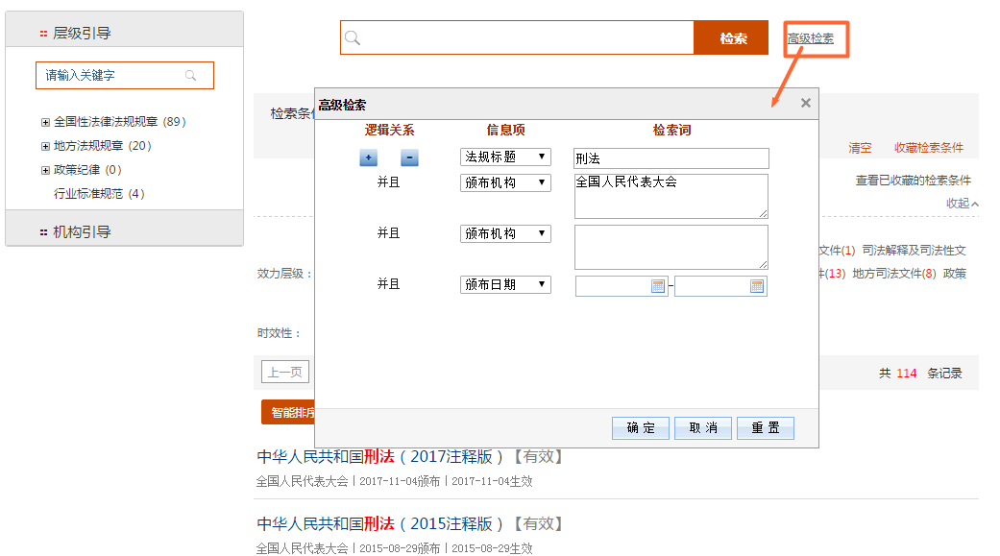 层级引导
请输入关键字
全国性法律法规规章 (89)
地方法规规章 (20)
政策纪律 (0)
行业标准规范 (4)
机构引导
检索 高级检索
检索条
清空 收藏检索条件
查看已收藏的检索条件
收起
高级检索
逻辑关系 信息项 检索词
+ - 法规标题 刑法
并且 颁布机构 全国人民代表大会
并且 颁布机构
并且 颁布日期 -
确 定 取 消 重 置
文件(1) 司法解释及司法性文
效力层级: (13) 地方司法文件(8) 政策
时效性:
上一页 共 114 条记录
智能排序
中华人民共和国刑法(2017注释版)【有效】
全国人民代表大会 | 2017-11-04颁布 | 2017-11-04生效
中华人民共和国刑法(2015注释版)【有效】
全国人民代表大会 | 2015-08-29颁布 | 2015-08-29生效